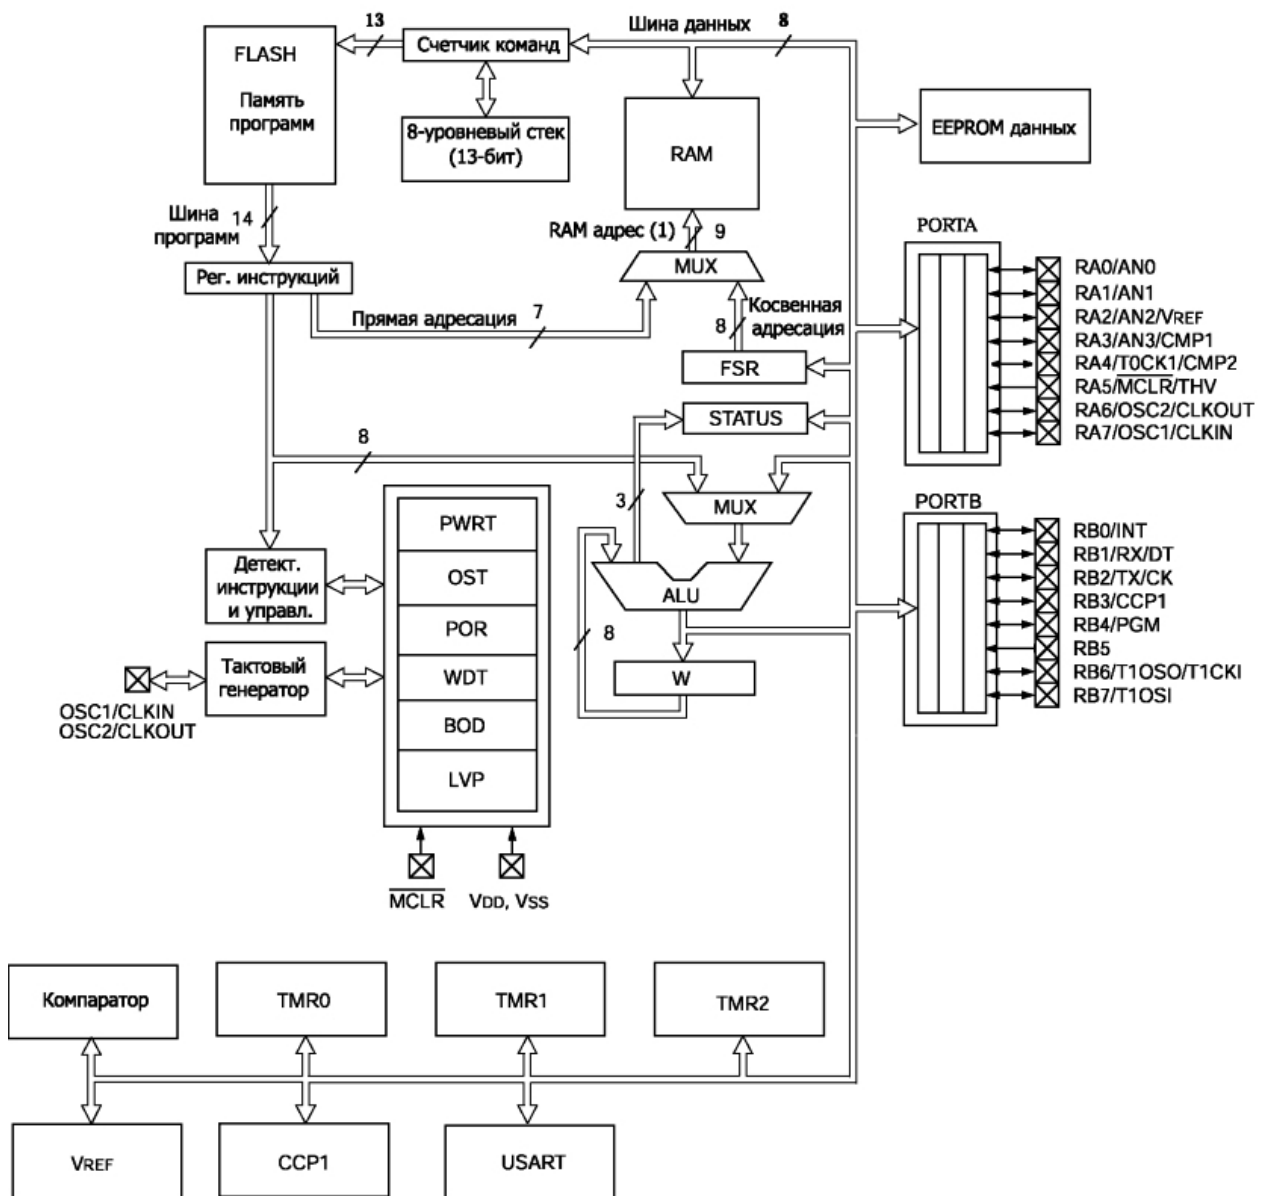 13
Шина данных
8
FLASH
Память
программ
Счетчик команд
8-уровневый стек
(13-бит)
RAM
EEPROM данных
Шина
программ
14
RAM адрес (1)
9
Рег. инструкций
MUX
Прямая адресация
7
8
Косвенная
адресация
FSR
STATUS
8
3
MUX
ALU
8
W
PORTA
RA0/AN0
RA1/AN1
RA2/AN2/VREF
RA3/AN3/CMP1
RA4/T0CK1/CMP2
RA5/MCLR/THV
RA6/OSC2/CLKOUT
RA7/OSC1/CLKIN
PORTB
RB0/INT
RB1/RX/DT
RB2/TX/CK
RB3/CCP1
RB4/PGM
RB5
RB6/T1OSO/T1CKI
RB7/T1OSI
Детект.
инструкции
и управл.
Тактовый
генератор
OSC1/CLKIN
OSC2/CLKOUT
PWRT
OST
POR
WDT
BOD
LVP
MCLR
VDD, VSS
Компаратор
TMR0
TMR1
TMR2
VREF
CCP1
USART